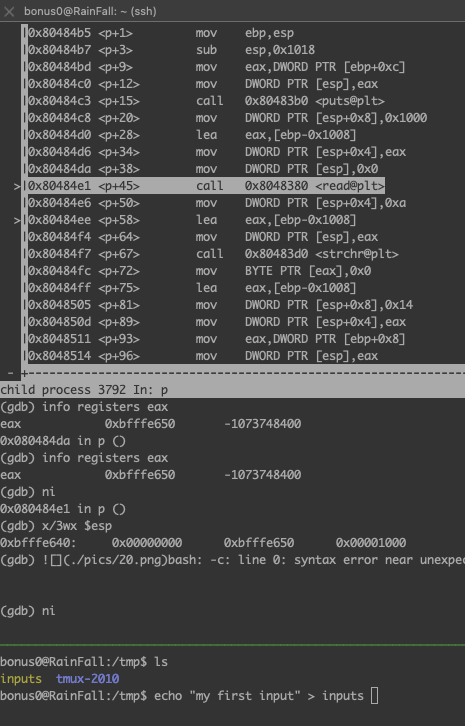 bonus0@RainFall: ~ (ssh)
|0x80484b5 <p+1> mov ebp,esp
|0x80484b7 <p+3> sub esp,0x1018
|0x80484bd <p+9> mov eax,DWORD PTR [ebp+0xc]
|0x80484c0 <p+12> mov DWORD PTR [esp],eax
|0x80484c3 <p+15> call 0x80483b0 <puts@plt>
|0x80484c8 <p+20> mov DWORD PTR [esp+0x8],0x1000
|0x80484d0 <p+28> lea eax,[ebp-0x1008]
|0x80484d6 <p+34> mov DWORD PTR [esp+0x4],eax
|0x80484da <p+38> mov DWORD PTR [esp],0x0
>|0x80484e1 <p+45> call 0x8048380 <read@plt>
|0x80484e6 <p+50> mov DWORD PTR [esp+0x4],0xa
>|0x80484ee <p+58> lea eax,[ebp-0x1008]
|0x80484f4 <p+64> mov DWORD PTR [esp],eax
|0x80484f7 <p+67> call 0x80483d0 <strchr@plt>
|0x80484fc <p+72> mov BYTE PTR [eax],0x0
|0x80484ff <p+75> lea eax,[ebp-0x1008]
|0x8048505 <p+81> mov DWORD PTR [esp+0x8],0x14
|0x804850d <p+89> mov DWORD PTR [esp+0x4],eax
|0x8048511 <p+93> mov eax,DWORD PTR [ebp+0x8]
|0x8048514 <p+96> mov DWORD PTR [esp],eax
child process 3792 In: p
(gdb) info registers eax
eax 0xbfffe650 -1073748400
0x080484da in p ()
(gdb) info registers eax
eax 0xbfffe650 -1073748400
(gdb) ni
0x080484e1 in p ()
(gdb) x/3wx $esp
0xbfffe640: 0x00000000 0xbfffe650 0x00001000
(gdb) ![](./pics/20.png)bash: -c: line 0: syntax error near unexpec
(gdb) ni
bonus0@RainFall:/tmp$ ls
inputs tmux-2010
bonus0@RainFall:/tmp$ echo "my first input" > inputs